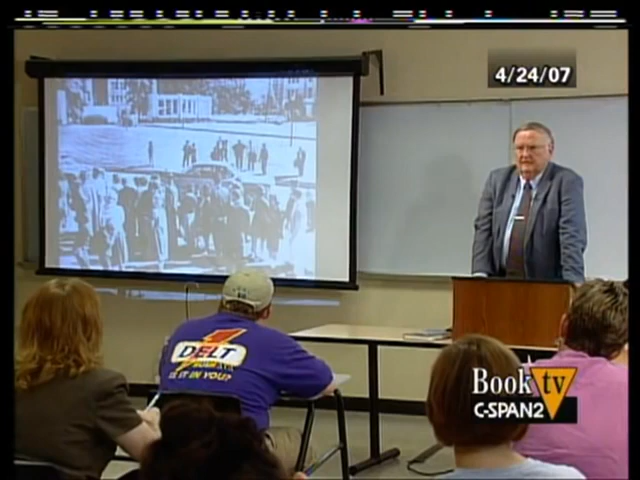 4/24/07
DELT
IS IT IN YOU?
Book tv
C-SPAN2